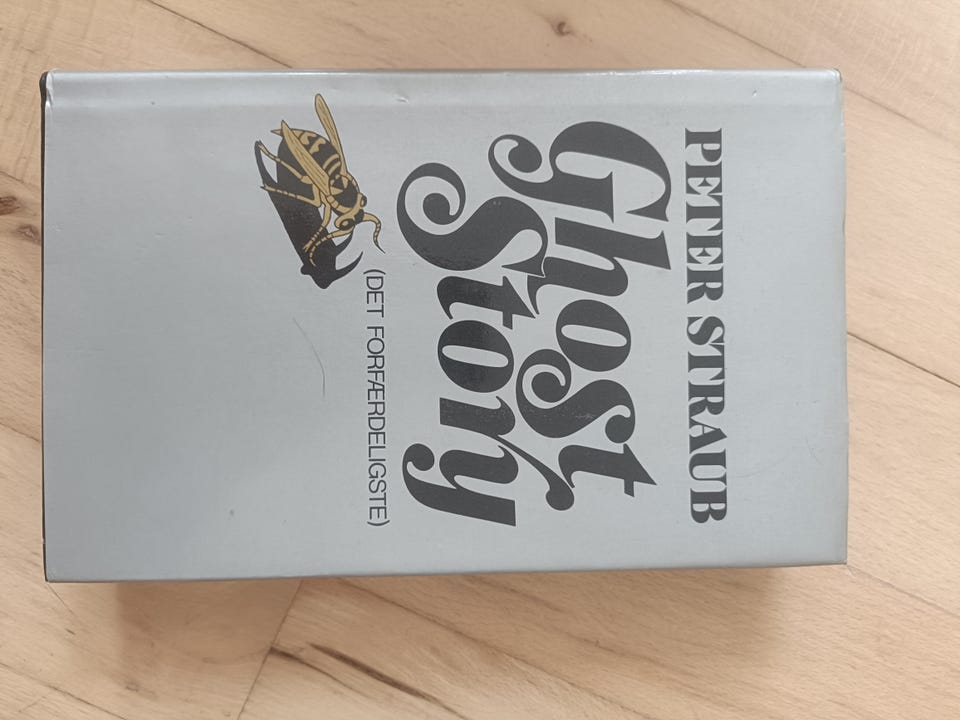 PETER STRAUB
Ghost
Story
(DET FORFÆRDELIGSTE)